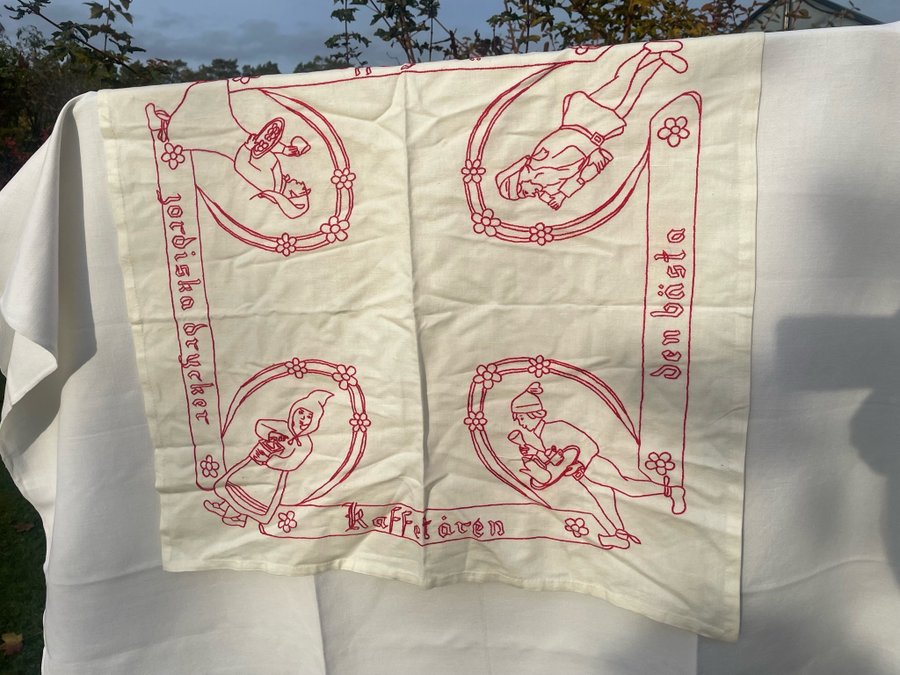 Kaffetåren
den bästa
jordiska drycker